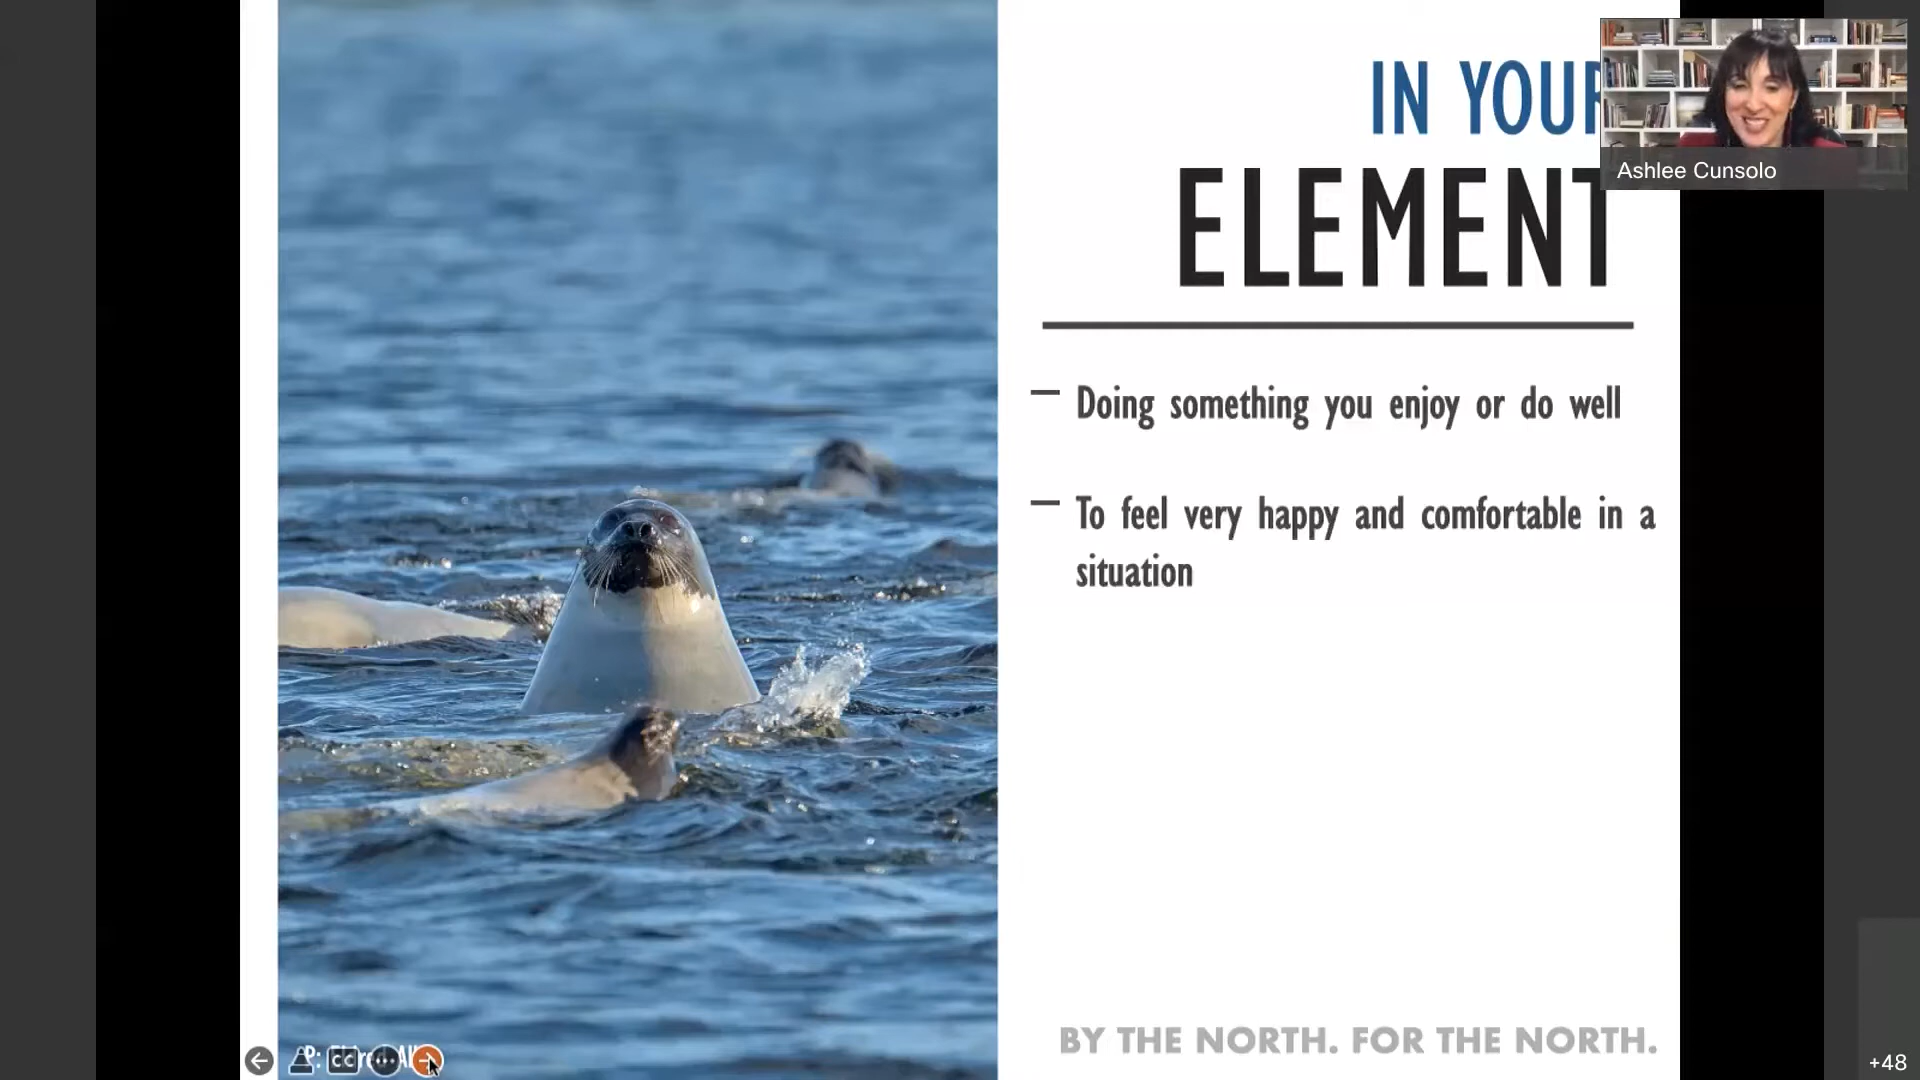 IN YOUR
ELEMENT
Ashlee Cunsolo
Doing something you enjoy or do well
To feel very happy and comfortable in a
situation
BY THE NORTH. FOR THE NORTH.
CC
+48